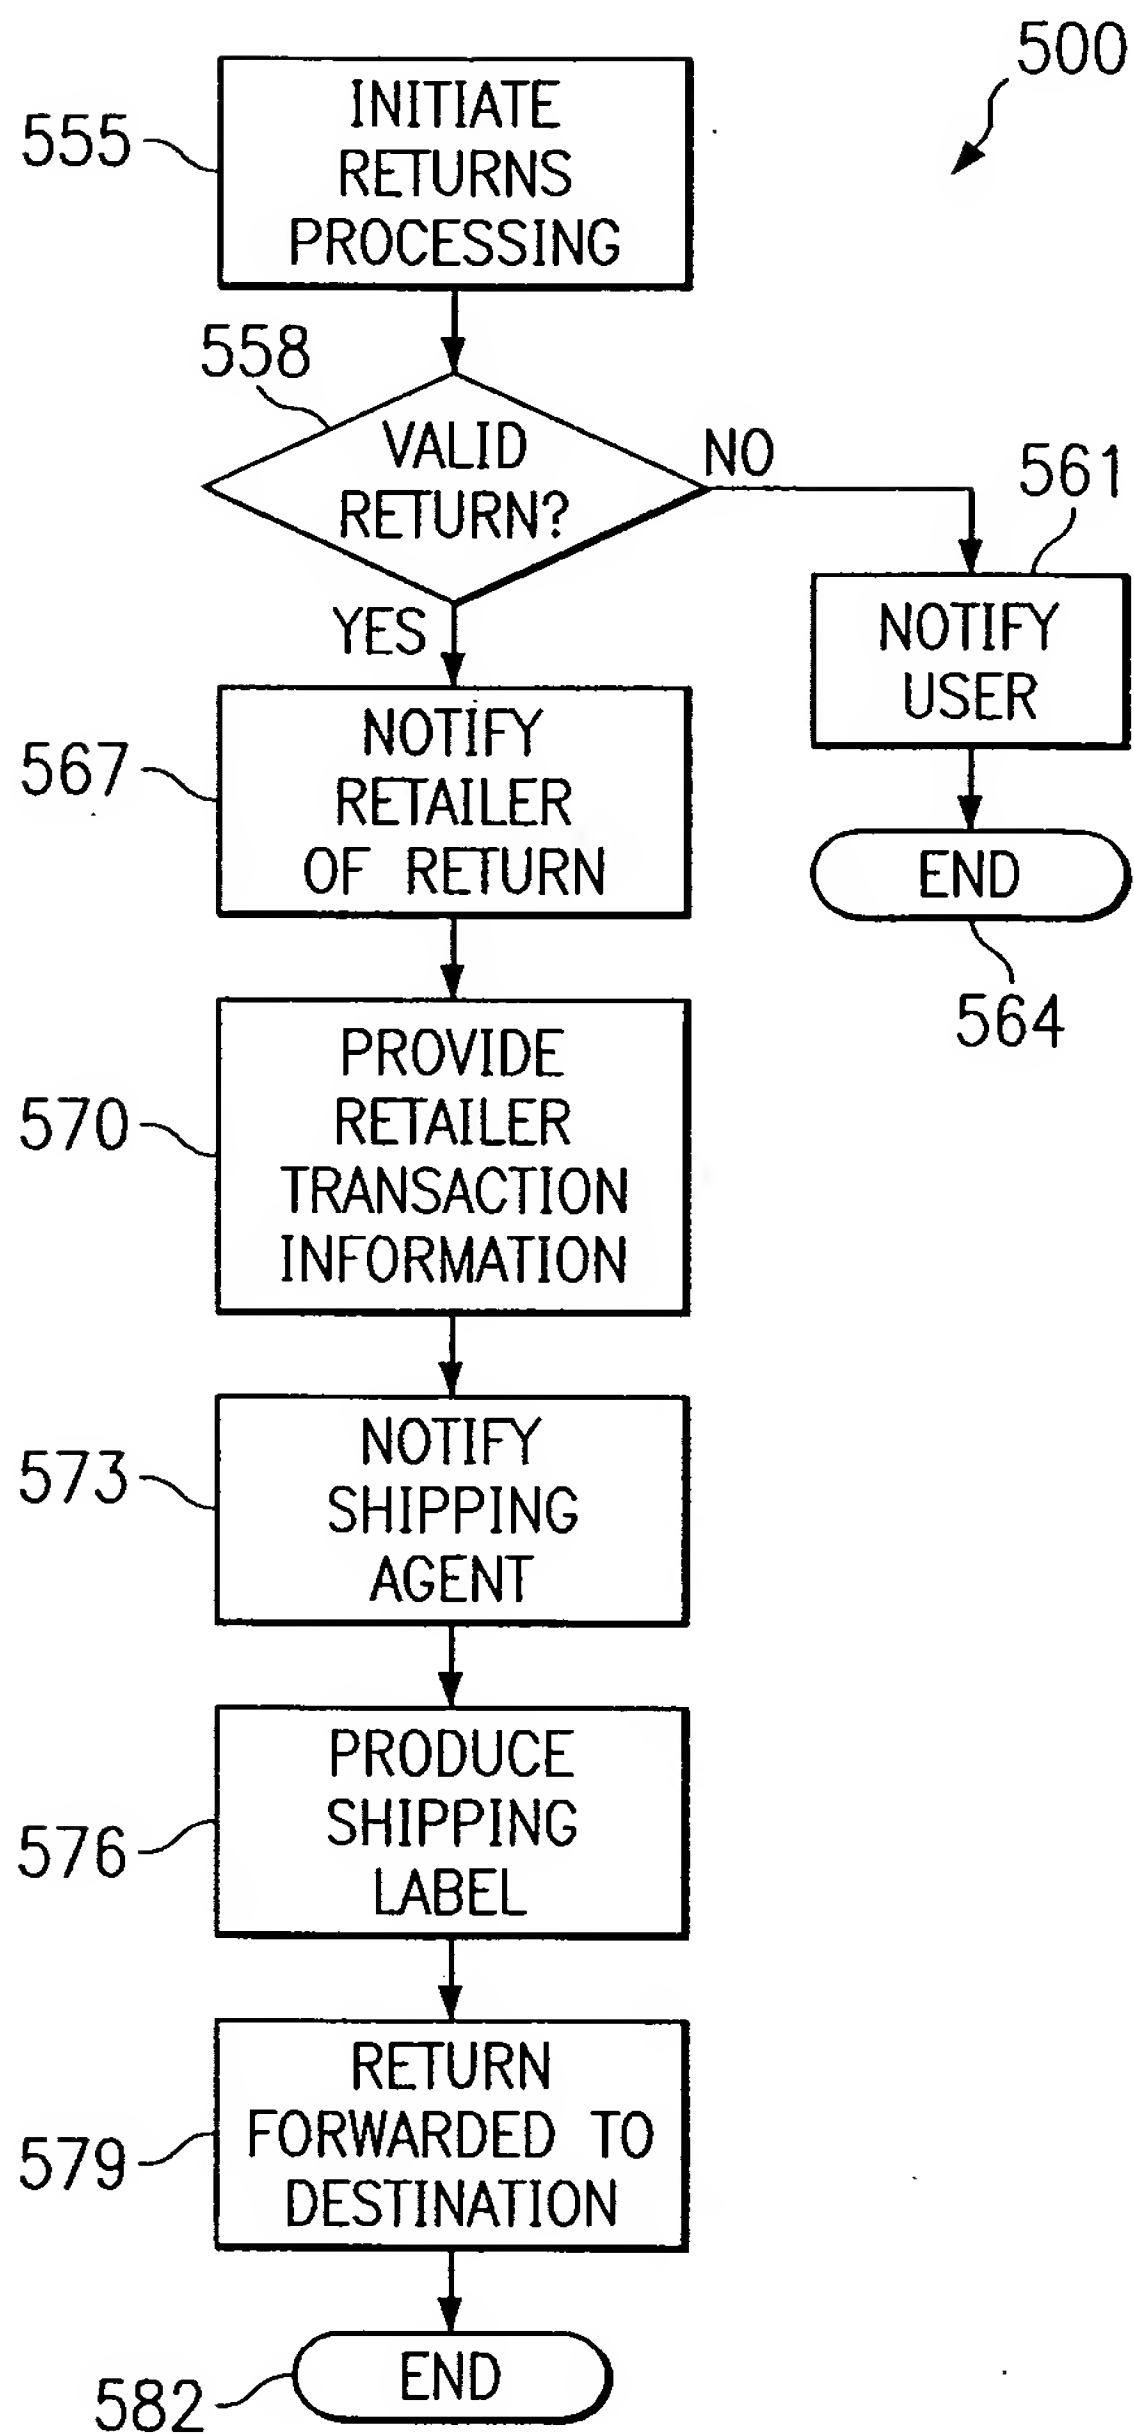 500
555
INITIATE
RETURNS
PROCESSING
558
VALID
RETURN?
NO
561
NOTIFY
USER
END
564
YES
567
NOTIFY
RETAILER
OF RETURN
570
PROVIDE
RETAILER
TRANSACTION
INFORMATION
573
NOTIFY
SHIPPING
AGENT
576
PRODUCE
SHIPPING
LABEL
579
RETURN
FORWARDED TO
DESTINATION
END
582